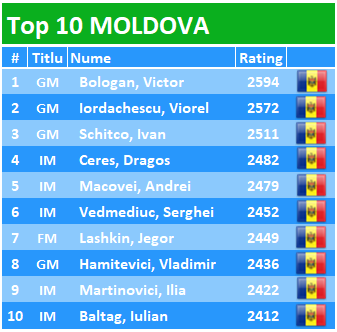 Top 10 MOLDOVA
# Titlu Nume Rating
1 GM Bologan, Victor 2594
2 GM Iordachescu, Viorel 2572
3 GM Schitco, Ivan 2511
4 IM Ceres, Dragos 2482
5 IM Macovei, Andrei 2479
6 IM Vedmediuc, Serghei 2452
7 FM Lashkin, Jegor 2449
8 GM Hamitevici, Vladimir 2436
9 IM Martinovici, Ilia 2422
10 IM Baltag, Iulian 2412